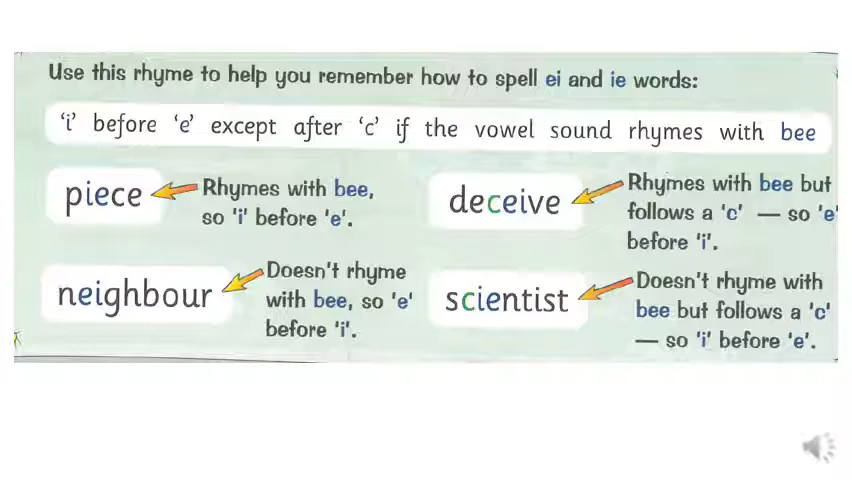 Use this rhyme to help you remember how to spell ei and ie words:
'i' before 'e' except after 'c' if the vowel sound rhymes with bee
piece
Rhymes with bee,
so 'i' before 'e'.
deceive
Rhymes with bee but
follows a 'c' — so 'e'
before 'i'.
neighbour
Doesn't rhyme
with bee, so 'e'
before 'i'.
scientist
Doesn't rhyme with
bee but follows a 'c'
— so 'i' before 'e'.